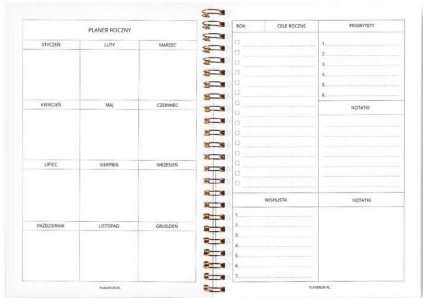 PLANER ROCZNY
STYCZEŃ LUTY MARZEC
KWIECIEŃ MAJ CZERWIEC
LIPIEC SIERPIEŃ WRZESIEŃ
PAŹDZIERNIK LISTOPAD GRUDZIEŃ
ROK: CELE ROCZNE PRIORYTETY
1.
2.
3.
4.
5.
6.
NOTATKI
WISHLISTA NOTATKI
1.
2.
3.
4.
5.
6.
7.